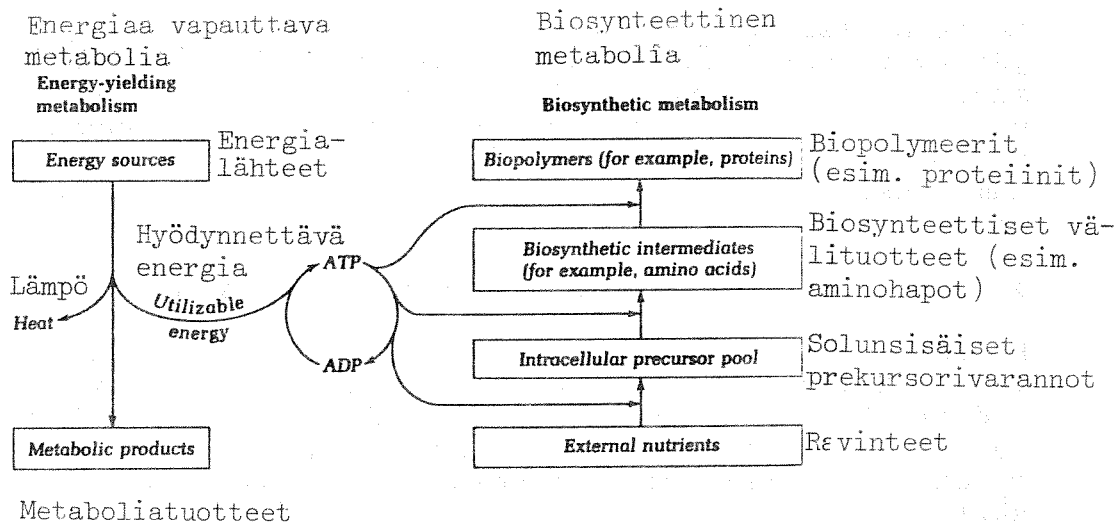 Energiaa vapauttava
metabolia
Energy-yielding
metabolism
Energy sources
Energia-
lähteet
Hyödynnettävä
energia
Lämpö
Heat
Utilizable
energy
ATP
ADP
Metabolic products
Metaboliatuotteet
Biosynteettinen
metabolia
Biosynthetic metabolism
Biopolymers (for example, proteins)
Biopolymeerit
(esim. proteiinit)
Biosynthetic intermediates
(for example, amino acids)
Biosynteettiset vä-
lituotteet (esim.
aminohapot)
Intracellular precursor pool
Solunsisäiset
prekursorivarannot
External nutrients
Ravinteet